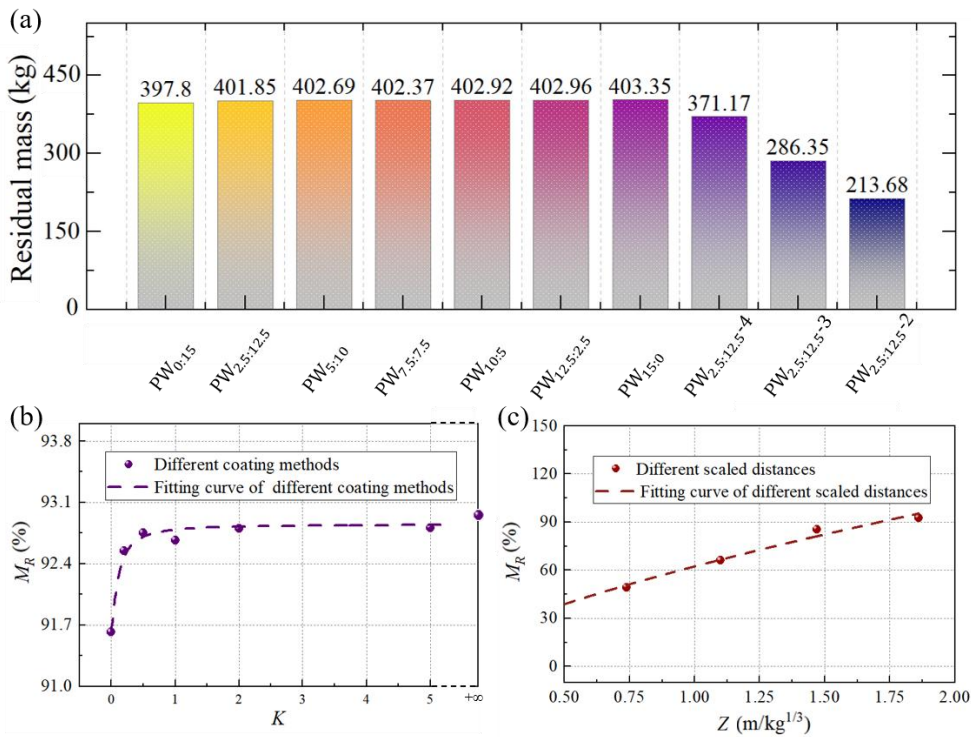 (a)
Residual mass (kg)
450
300
150
0
397.8
401.85
402.69
402.37
402.92
402.96
403.35
371.17
286.35
213.68
PW0:15
PW2.5:12.5
PW5:10
PW7.5:7.5
PW10:5
PW12.5:2.5
PW15:0
PW2.5:12.5-4
PW2.5:12.5-3
PW2.5:12.5-2
(b)
93.8
93.1
92.4
91.7
91.0
MR (%)
Different coating methods
Fitting curve of different coating methods
0
1
2
3
4
5
+∞
K
(c)
150
120
90
60
30
0
MR (%)
Different scaled distances
Fitting curve of different scaled distances
0.50
0.75
1.00
1.25
1.50
1.75
2.00
Z (m/kg1/3)